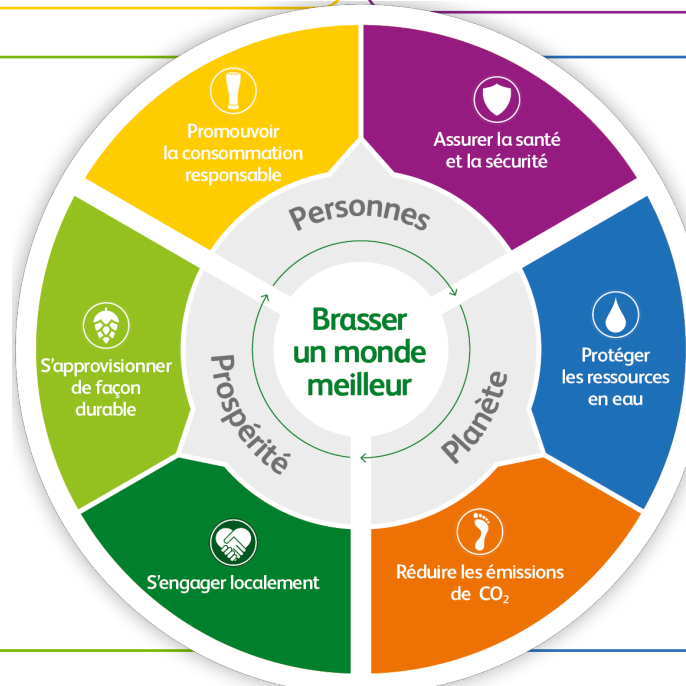 Promouvoir
la consommation
responsable
Assurer la santé
et la sécurité
Personnes
S'approvisionner
de façon
durable
Brasser
un monde
meilleur
Protéger
les ressources
en eau
Prospérité
Planète
S'engager localement
Réduire les émissions
de CO₂